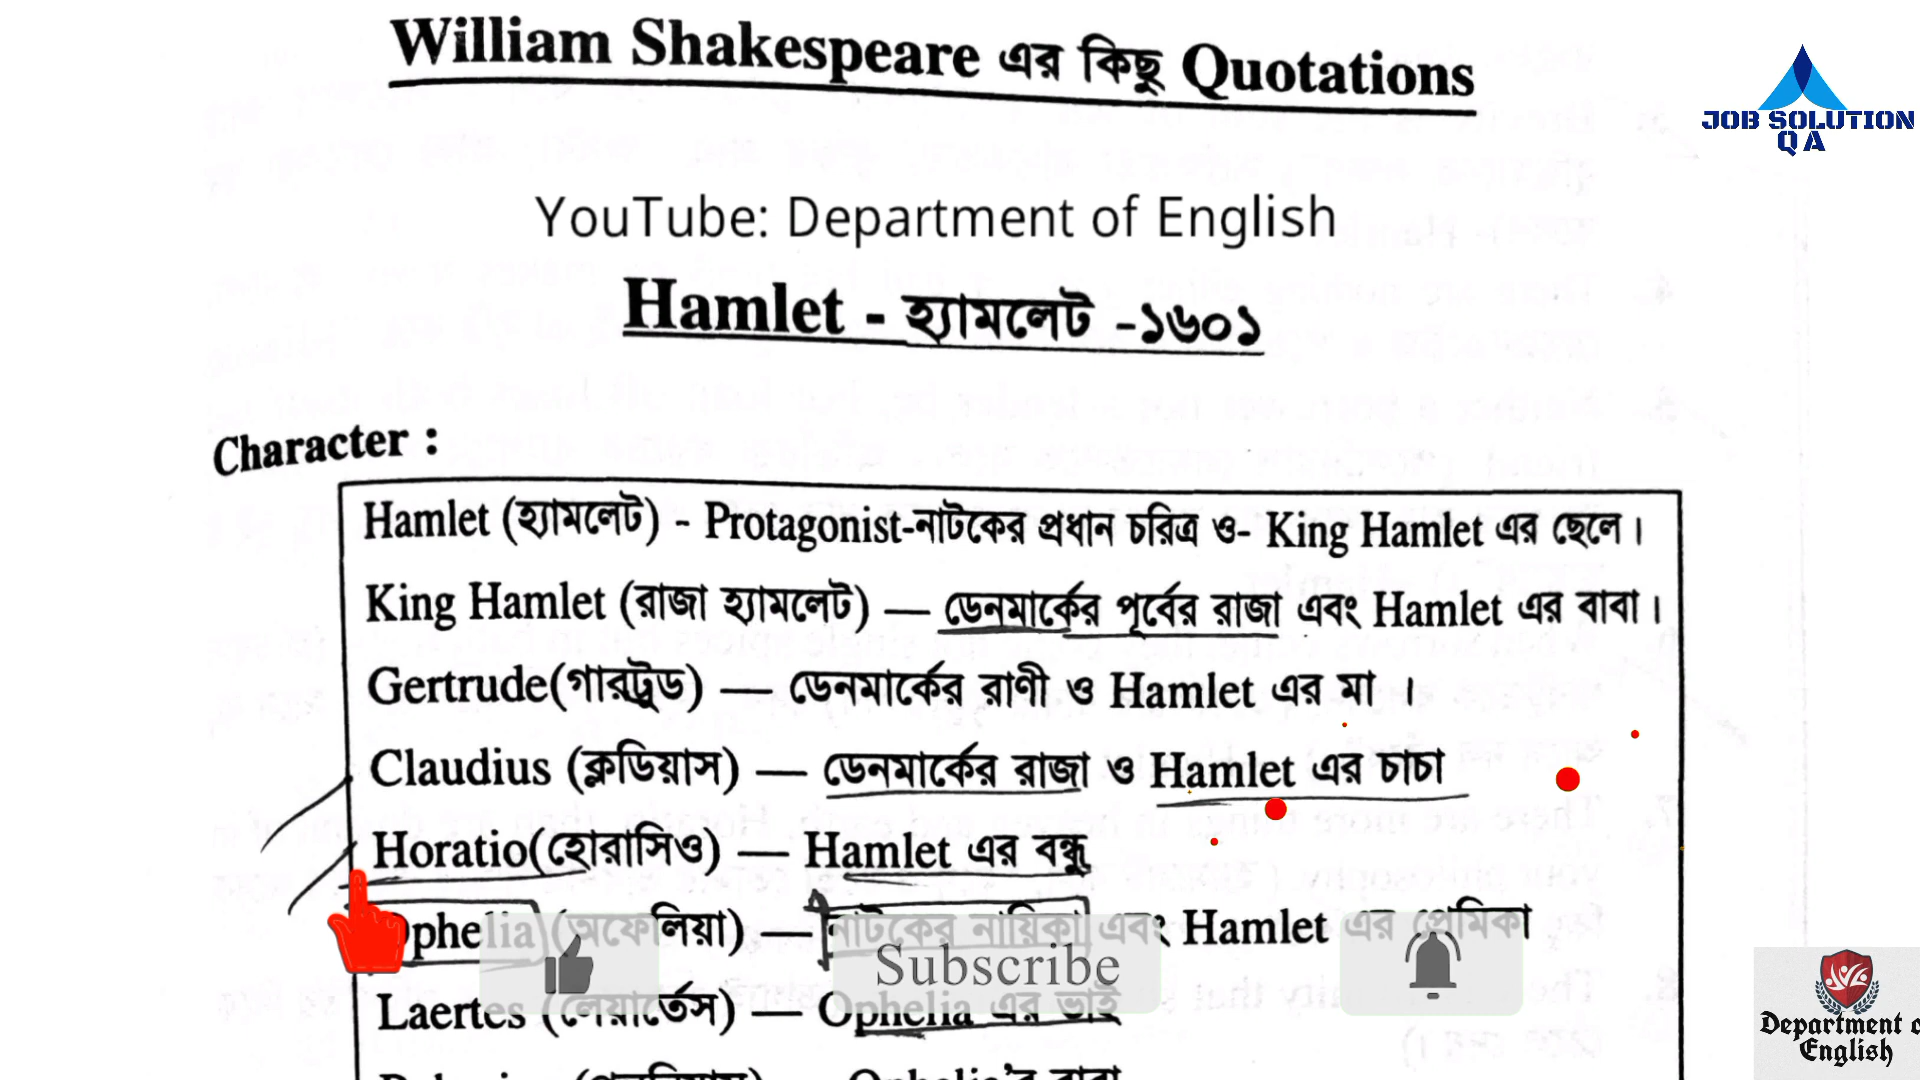 William Shakespeare এর কিছু Quotations
JOB SOLUTION
QA
YouTube: Department of English
Hamlet - হ্যামলেট -১৬০১
Character :
Hamlet (হ্যামলেট) - Protagonist-নাটকের প্রধান চরিত্র ও- King Hamlet এর ছেলে।
King Hamlet (রাজা হ্যামলেট) — ডেনমার্কের পূর্বের রাজা এবং Hamlet এর বাবা।
Gertrude(গারট্রুড) — ডেনমার্কের রাণী ও Hamlet এর মা ।
Claudius (ক্লডিয়াস) — ডেনমার্কের রাজা ও Hamlet এর চাচা
Horatio(হোরাসিও) — Hamlet এর বন্ধু
Ophelia (অফেলিয়া) — নাটকের নায়িকা এবং Hamlet এর প্রেমিকা
Subscribe
Laertes (লেয়ার্তেস) — Ophelia এর ভাই
Ophelia'র বাবা
Department
English